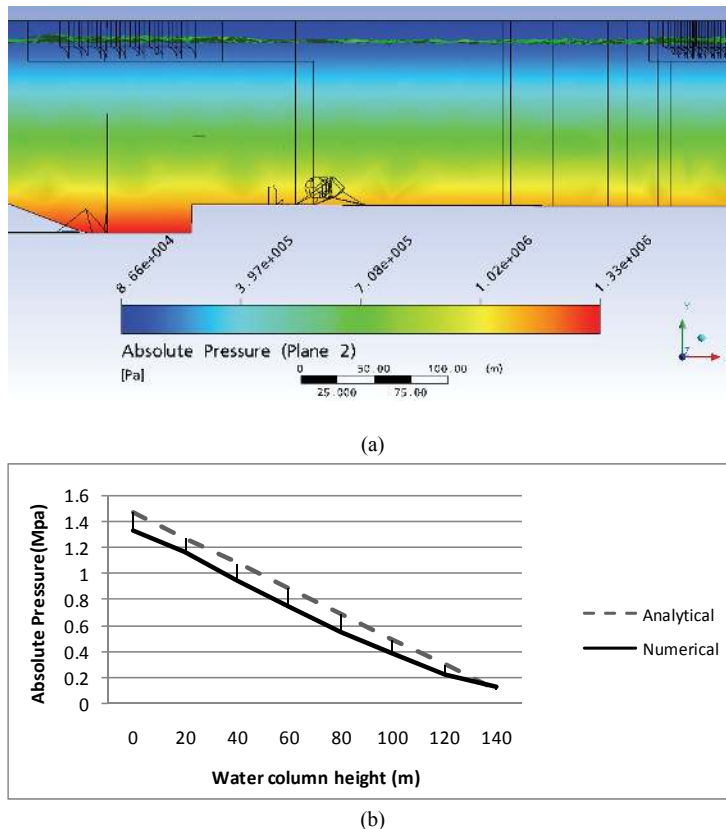 8.66e+004
3.97e+005
7.08e+005
1.02e+006
1.33e+006
Absolute Pressure (Plane 2)
[Pa]
0 50.00 100.00 (m)
25.000 75.00
Y
Z
(a)
Absolute Pressure(Mpa)
1.6
1.4
1.2
1
0.8
0.6
0.4
0.2
0
0 20 40 60 80 100 120 140
Water column height (m)
Analytical
Numerical
(b)